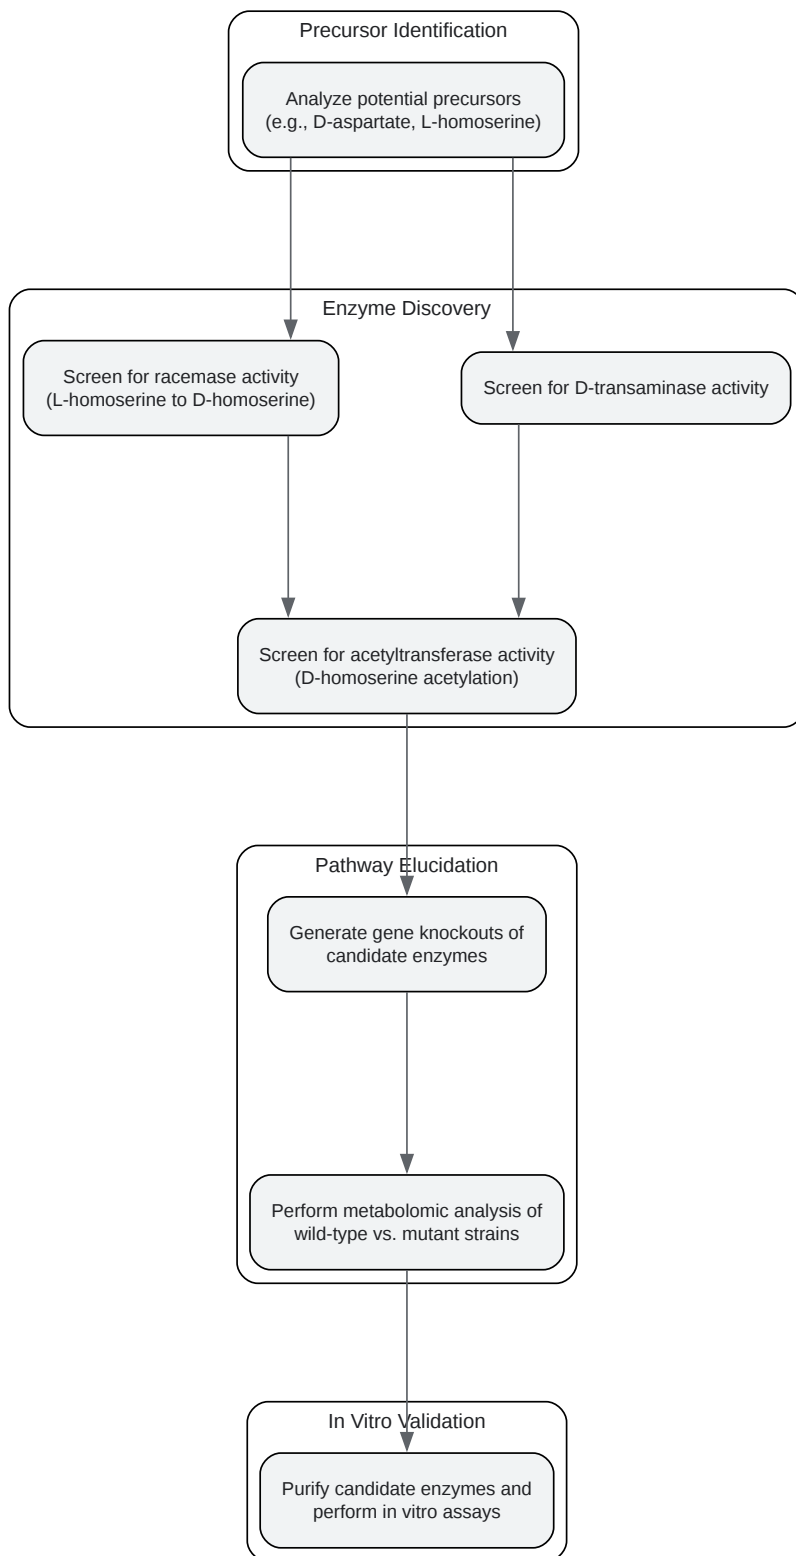 Precursor Identification
Analyze potential precursors
(e.g., D-aspartate, L-homoserine)
Enzyme Discovery
Screen for racemase activity
(L-homoserine to D-homoserine)
Screen for D-transaminase activity
Screen for acetyltransferase activity
(D-homoserine acetylation)
Pathway Elucidation
Generate gene knockouts of
candidate enzymes
Perform metabolomic analysis of
wild-type vs. mutant strains
In Vitro Validation
Purify candidate enzymes and
perform in vitro assays